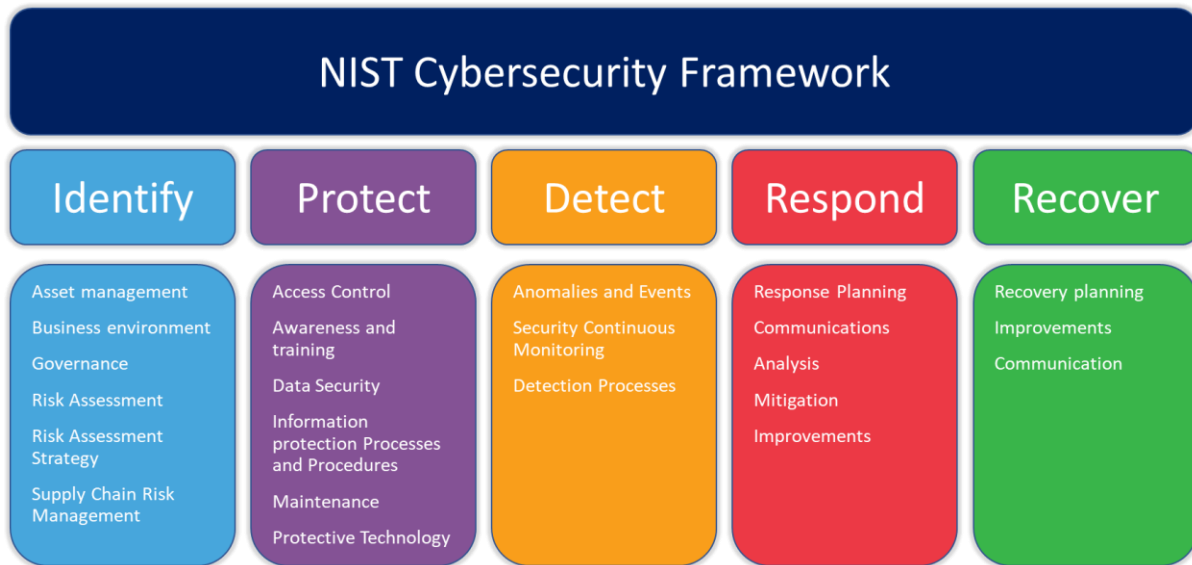 NIST Cybersecurity Framework
Identify
Protect
Detect
Respond
Recover
Asset management
Business environment
Governance
Risk Assessment
Risk Assessment
Strategy
Supply Chain Risk
Management
Access Control
Awareness and
training
Data Security
Information
protection Processes
and Procedures
Maintenance
Protective Technology
Anomalies and Events
Security Continuous
Monitoring
Detection Processes
Response Planning
Communications
Analysis
Mitigation
Improvements
Recovery planning
Improvements
Communication